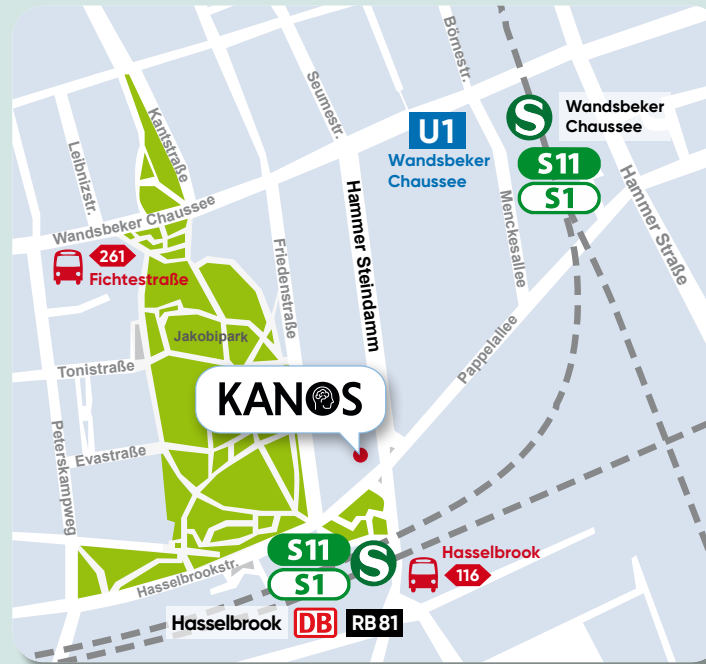 Börnestr.
Seumestr.
Kantstraße
Leibnizstr.
U1
Wandsbeker
Chaussee
S
Wandsbeker
Chaussee
S11
S1
Hammer Straße
Menckesallee
Hammer Steindamm
Wandsbeker Chaussee
Friedenstraße
261
Fichtestraße
Jakobipark
Pappelallee
Tonistraße
KANOS
Peterskampweg
Evastraße
Hasselbrookstr.
S11
S1
S
Hasselbrook
116
Hasselbrook
DB
RB81